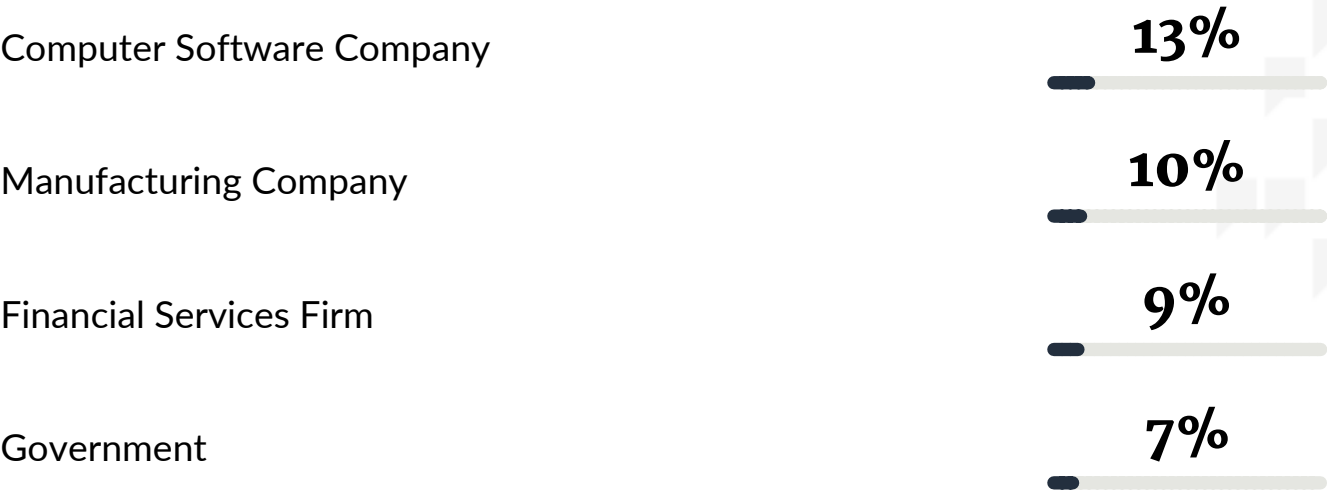 Computer Software Company 13%
Manufacturing Company 10%
Financial Services Firm 9%
Government 7%